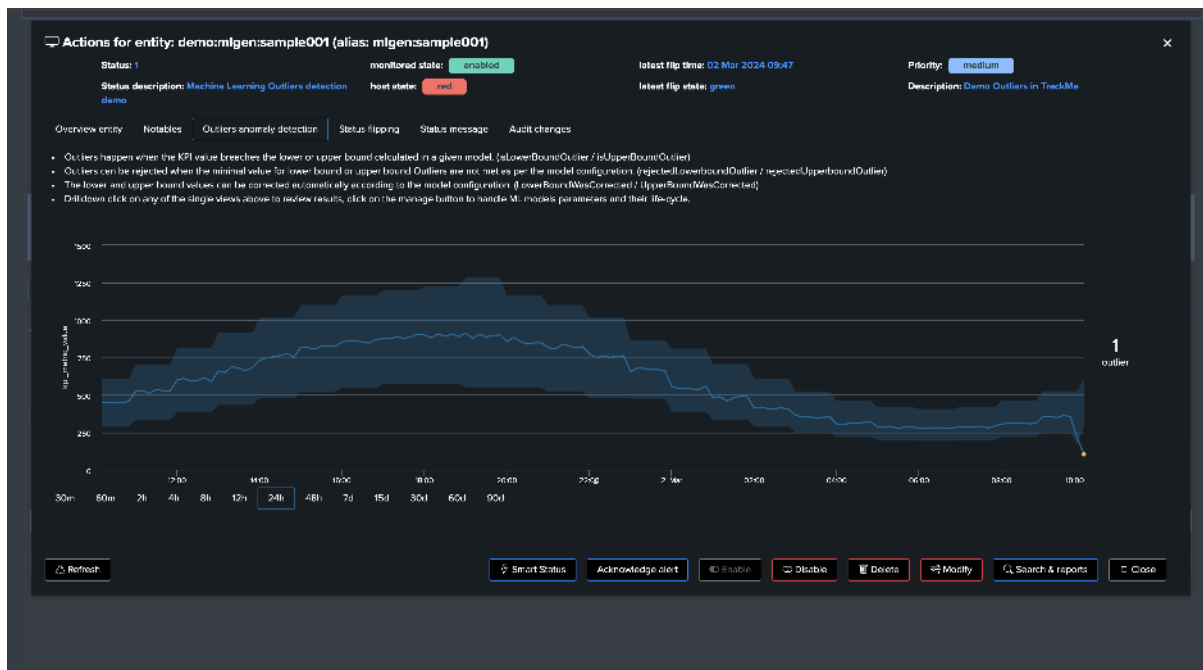 Actions for entity: demo:mlgen:sample001 (alias: mlgen:sample001)
Status: 1
monitored state: enabled
latest flip time: 02 Mar 2024 09:47
Priority: medium
Status description: Machine Learning Outliers detection
demo
host state: red
latest flip state: green
Description: Demo Outliers in TrackMe
Overview entity Notables Outliers anomaly detection Status flipping Status message Audit changes
Outliers happen when the KPI value breeches the lower or upper bound calculated in a given model. (isLowerBoundOutlier / isUpperBoundOutlier)
Outliers can be rejected when the minimal value for lower bound or upper bound Outliers are not met as per the model configuration. (rejectedLowerboundOutlier / rejectedUpperboundOutlier)
The lower and upper bound values can be corrected automatically according to the model configuration. (LowerBoundWasCorrected / UpperBoundWasCorrected)
Drilldown click on any of the single views above to review results, click on the manage button to handle ML models parameters and their life-cycle.
1500
1250
1000
750
500
250
0
kpi_metric_value
1
outlier
12:00 14:00 16:00 18:00 20:00 22:00 2. Mar 02:00 04:00 06:00 08:00 10:00
30m 60m 2h 4h 8h 12h 24h 48h 7d 15d 30d 60d 90d
Refresh
Smart Status Acknowledge alert Enable Disable Delete Modify Search & reports Close